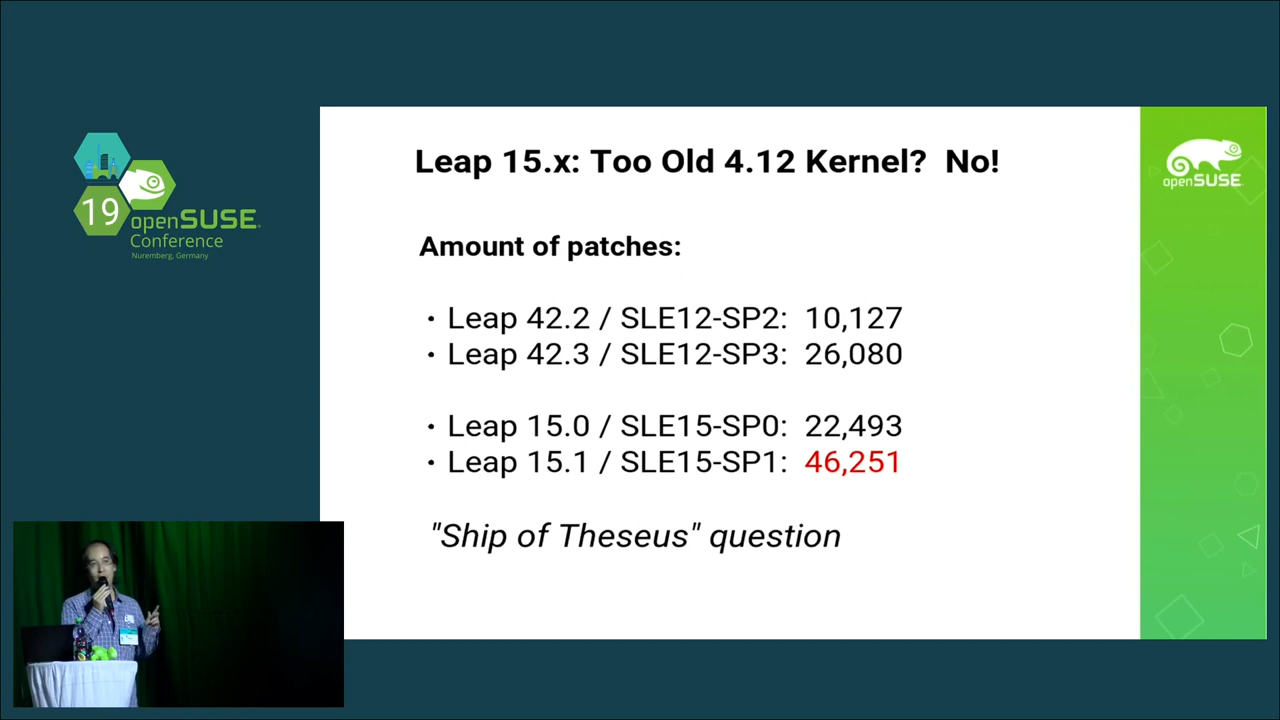 19
openSUSE
Conference
Nuremberg, Germany
Leap 15.x: Too Old 4.12 Kernel? No!
Amount of patches:
• Leap 42.2 / SLE12-SP2: 10,127
• Leap 42.3 / SLE12-SP3: 26,080
• Leap 15.0 / SLE15-SP0: 22,493
• Leap 15.1 / SLE15-SP1: 46,251
"Ship of Theseus" question
openSUSE